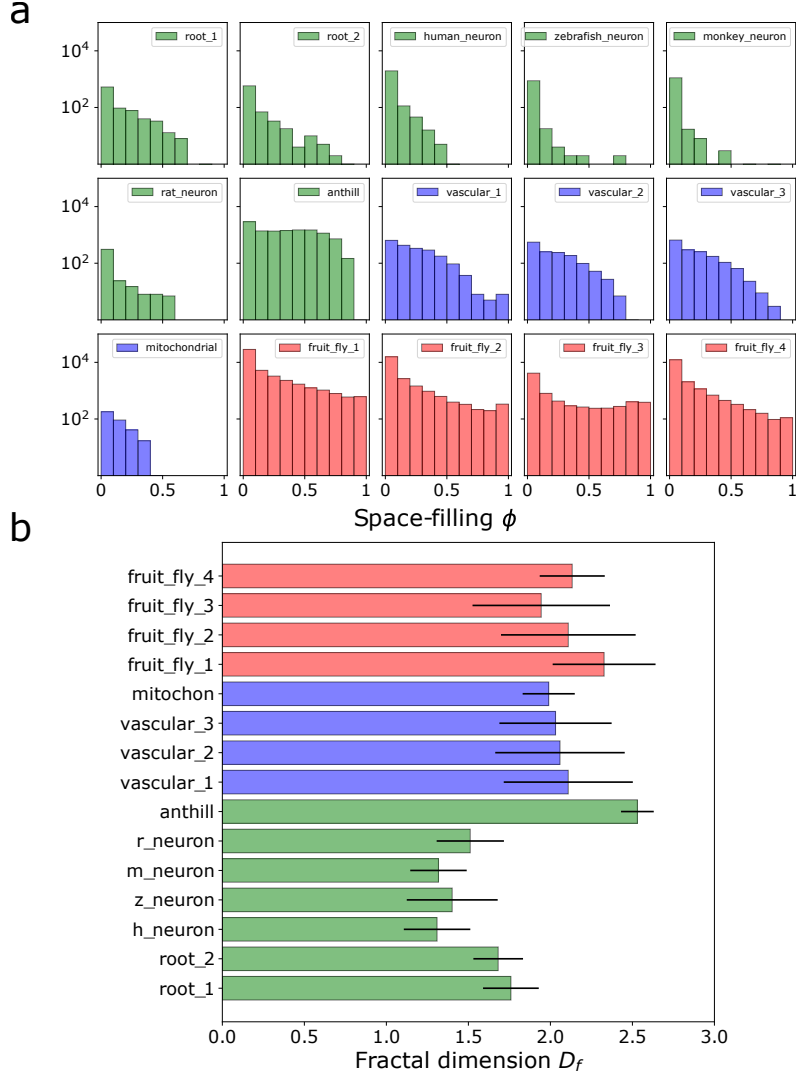 a
root_1 root_2 human_neuron zebrafish_neuron monkey_neuron
10^4
10^2
rat_neuron anthill vascular_1 vascular_2 vascular_3
10^4
10^2
mitochondrial fruit_fly_1 fruit_fly_2 fruit_fly_3 fruit_fly_4
10^4
10^2
0 0.5 1 0 0.5 1 0 0.5 1 0 0.5 1 0 0.5 1
Space-filling ϕ
b
fruit_fly_4
fruit_fly_3
fruit_fly_2
fruit_fly_1
mitochon
vascular_3
vascular_2
vascular_1
anthill
r_neuron
m_neuron
z_neuron
h_neuron
root_2
root_1
0.0 0.5 1.0 1.5 2.0 2.5 3.0
Fractal dimension D_f